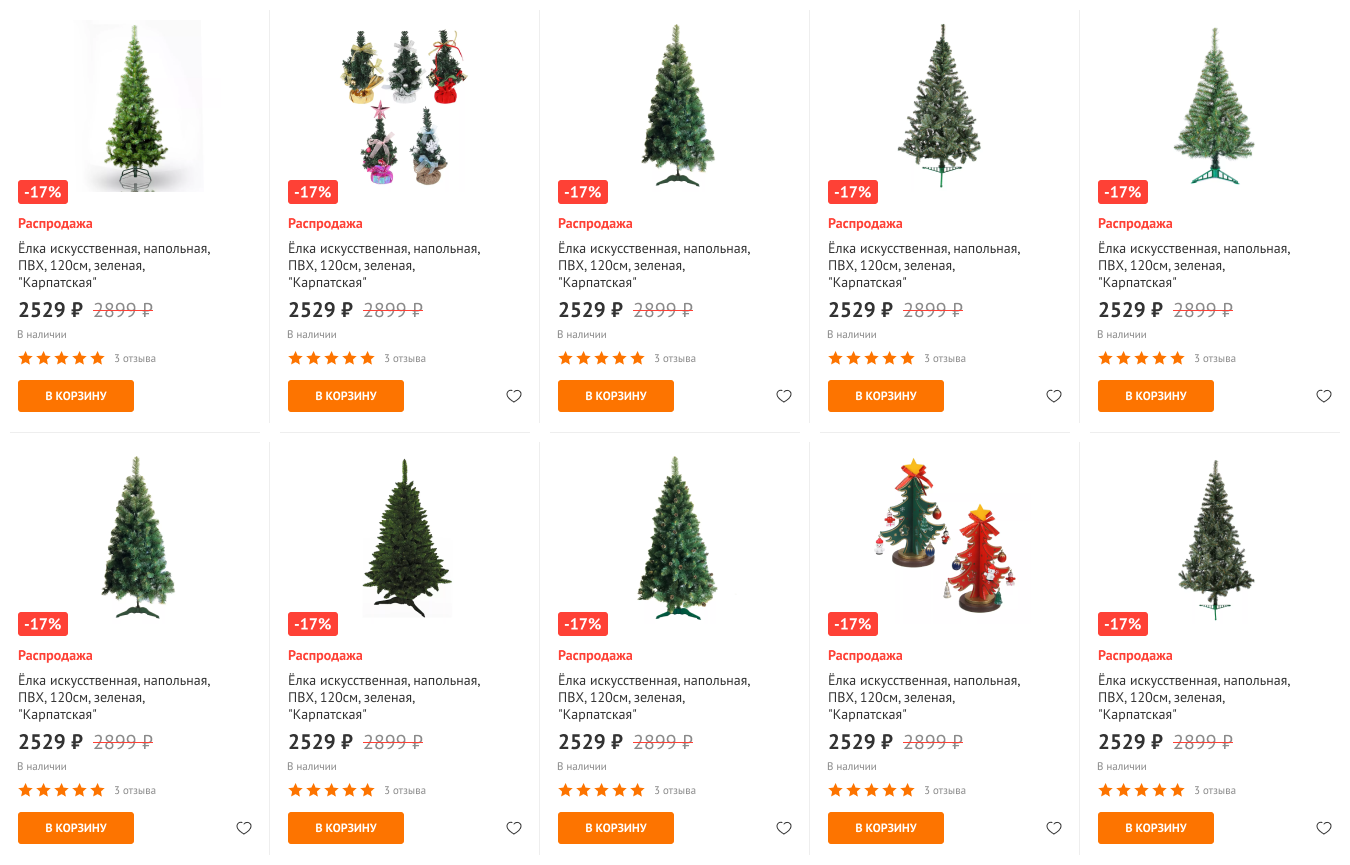 -17%
Распродажа
Ёлка искусственная, напольная,
ПВХ, 120см, зеленая,
"Карпатская"
2529 ₽ 2899 ₽
В наличии
3 отзыва
В КОРЗИНУ
-17%
Распродажа
Ёлка искусственная, напольная,
ПВХ, 120см, зеленая,
"Карпатская"
2529 ₽ 2899 ₽
В наличии
3 отзыва
В КОРЗИНУ
-17%
Распродажа
Ёлка искусственная, напольная,
ПВХ, 120см, зеленая,
"Карпатская"
2529 ₽ 2899 ₽
В наличии
3 отзыва
В КОРЗИНУ
-17%
Распродажа
Ёлка искусственная, напольная,
ПВХ, 120см, зеленая,
"Карпатская"
2529 ₽ 2899 ₽
В наличии
3 отзыва
В КОРЗИНУ
-17%
Распродажа
Ёлка искусственная, напольная,
ПВХ, 120см, зеленая,
"Карпатская"
2529 ₽ 2899 ₽
В наличии
3 отзыва
В КОРЗИНУ
-17%
Распродажа
Ёлка искусственная, напольная,
ПВХ, 120см, зеленая,
"Карпатская"
2529 ₽ 2899 ₽
В наличии
3 отзыва
В КОРЗИНУ
-17%
Распродажа
Ёлка искусственная, напольная,
ПВХ, 120см, зеленая,
"Карпатская"
2529 ₽ 2899 ₽
В наличии
3 отзыва
В КОРЗИНУ
-17%
Распродажа
Ёлка искусственная, напольная,
ПВХ, 120см, зеленая,
"Карпатская"
2529 ₽ 2899 ₽
В наличии
3 отзыва
В КОРЗИНУ
-17%
Распродажа
Ёлка искусственная, напольная,
ПВХ, 120см, зеленая,
"Карпатская"
2529 ₽ 2899 ₽
В наличии
3 отзыва
В КОРЗИНУ
-17%
Распродажа
Ёлка искусственная, напольная,
ПВХ, 120см, зеленая,
"Карпатская"
2529 ₽ 2899 ₽
В наличии
3 отзыва
В КОРЗИНУ